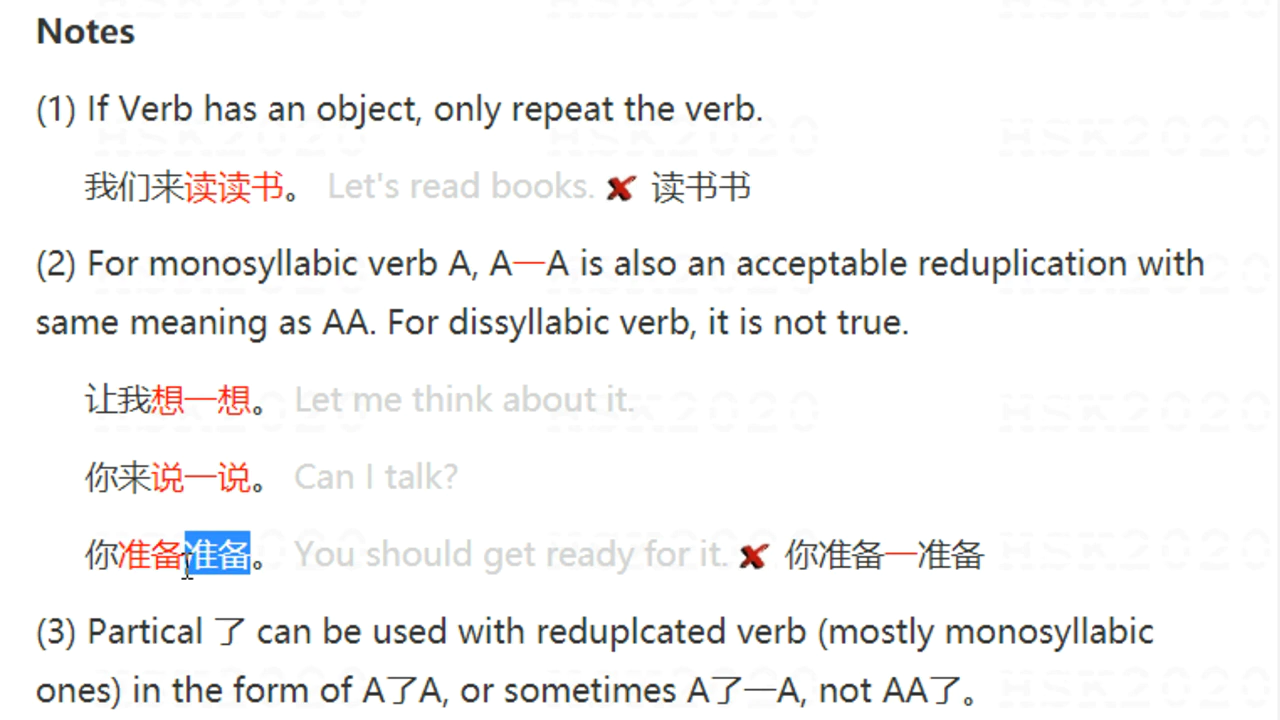 Notes
(1) If Verb has an object, only repeat the verb.
我们来读读书。 Let's read books. ✘ 读书书
(2) For monosyllabic verb A, A一A is also an acceptable reduplication with
same meaning as AA. For dissyllabic verb, it is not true.
让我想一想。 Let me think about it.
你来说一说。 Can I talk?
你准备准备。 You should get ready for it. ✘ 你准备一准备
(3) Partical 了 can be used with reduplcated verb (mostly monosyllabic
ones) in the form of A了A, or sometimes A了一A, not AA了。